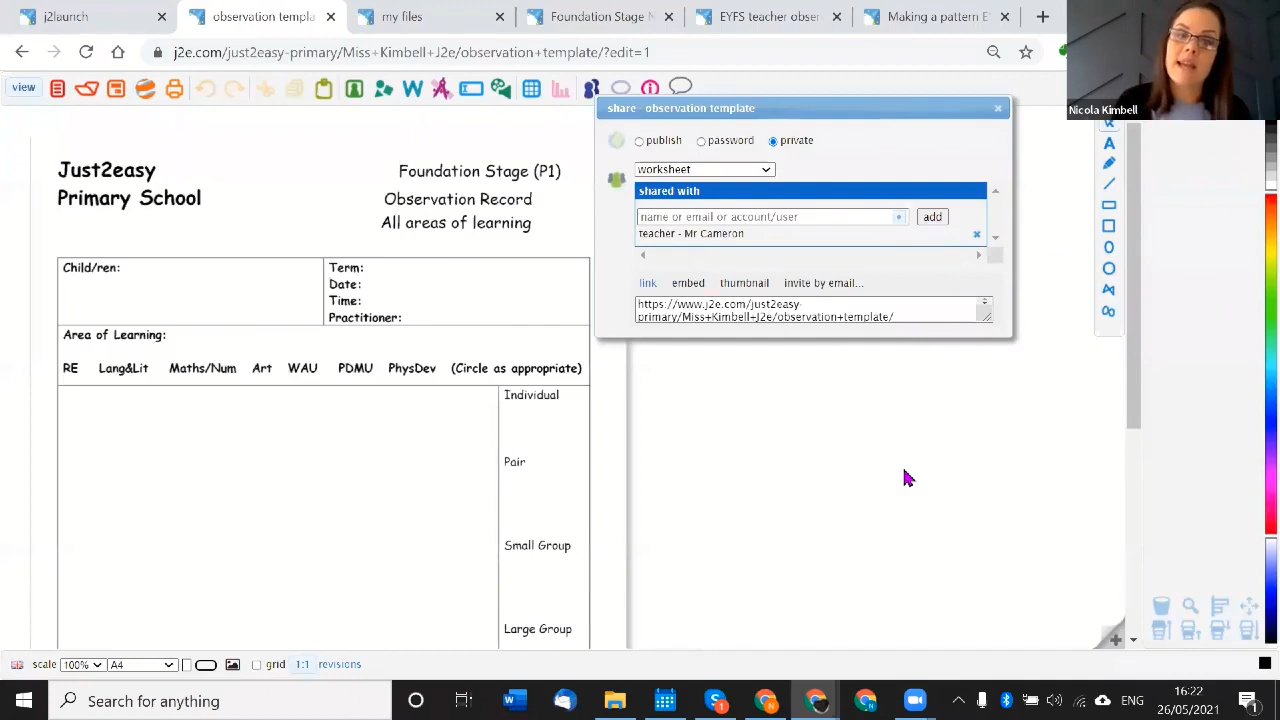 j2launch
observation templa
my files
Foundation Stage N
EYFS teacher obser
Making a pattern EY
j2e.com/just2easy-primary/Miss+Kimbell+J2e/observation+template/?edit=1
Nicola Kimbell
view
share - observation template
publish
password
private
worksheet
shared with
name or email or account/user
add
teacher - Mr Cameron
link
embed
thumbnail
invite by email...
https://www.j2e.com/just2easy-
primary/Miss+Kimbell+J2e/observation+template/
Just2easy
Primary School
Foundation Stage (P1)
Observation Record
All areas of learning
Child/ren:
Term:
Date:
Time:
Practitioner:
Area of Learning:
RE Lang&Lit Maths/Num Art WAU PDMU PhysDev (Circle as appropriate)
Individual
Pair
Small Group
Large Group
scale 100% A4 grid 1:1 revisions
Search for anything
ENG
16:22
26/05/2021